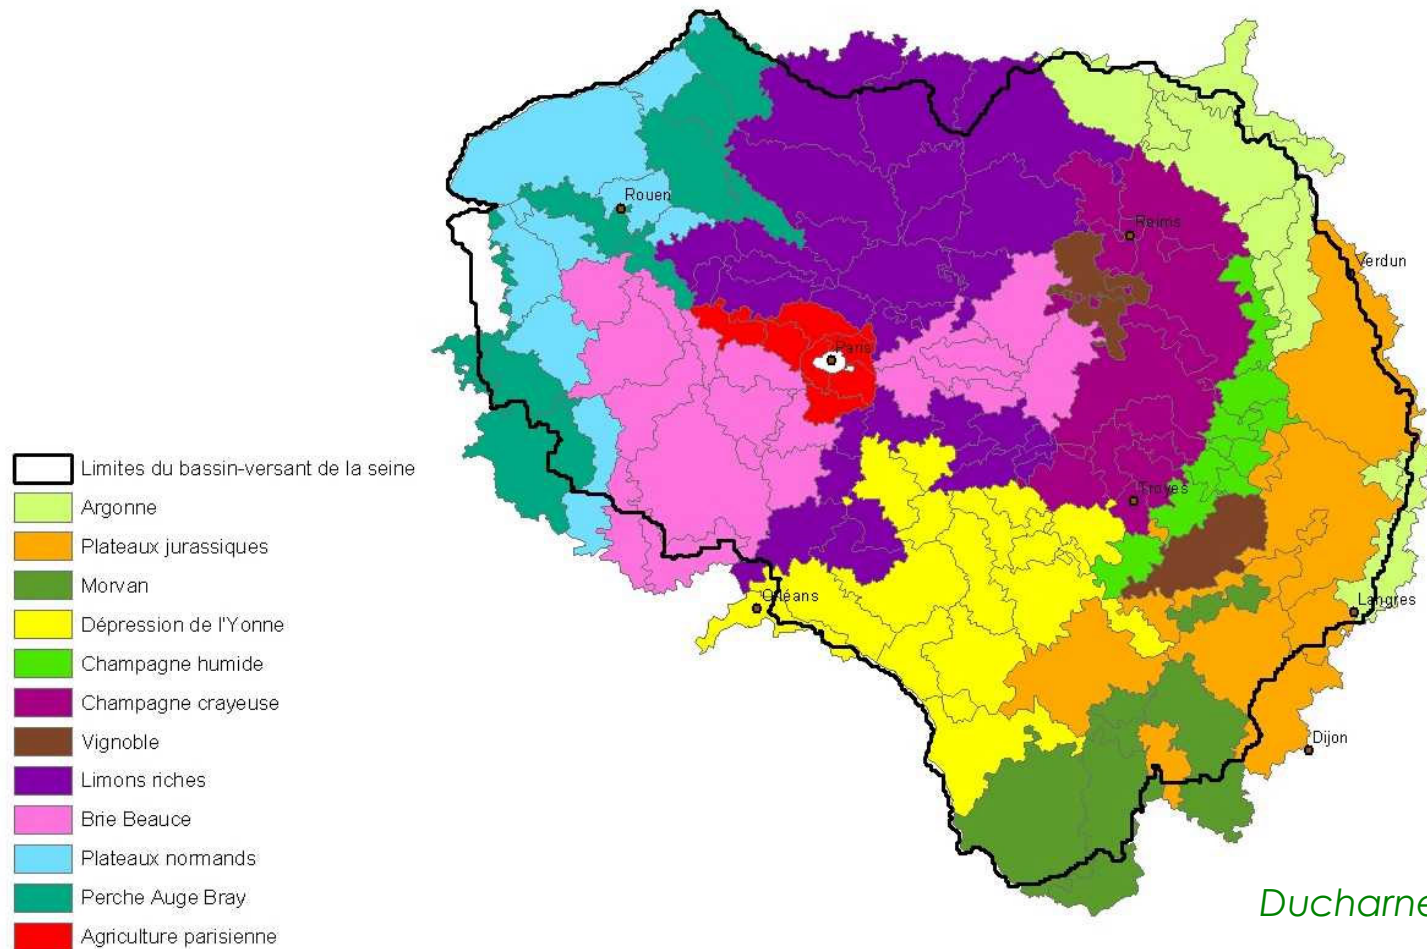 Rouen
Reims
Verdun
Paris
Troyes
Orléans
Langres
Dijon
Limites du bassin-versant de la seine
Argonne
Plateaux jurassiques
Morvan
Dépression de l'Yonne
Champagne humide
Champagne crayeuse
Vignoble
Limons riches
Brie Beauce
Plateaux normands
Perche Auge Bray
Agriculture parisienne
Ducharne